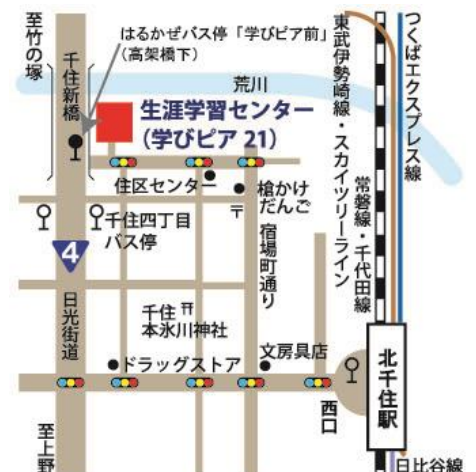 至竹の塚
千住新橋
はるかぜバス停「学びピア前」
(高架橋下)
荒川
生涯学習センター
(学びピア 21)
東武伊勢崎線・スカイツリーライン
つくばエクスプレス線
常磐線・千代田線
住区センター
槍かけ
だんご
〒
千住四丁目
バス停
宿場町通り
4
日光街道
千住
本氷川神社
ドラッグストア
文房具店
北千住駅
西口
至上野
日比谷線